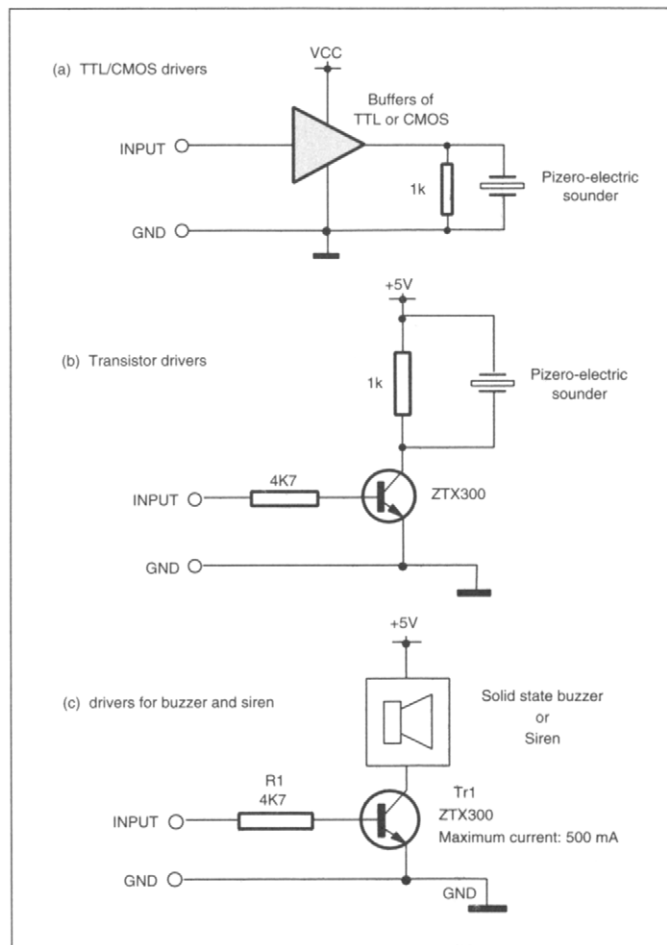 (a) TTL/CMOS drivers
VCC
Buffers of
TTL or CMOS
INPUT
1k
Pizero-electric
sounder
GND
+5V
(b) Transistor drivers
1k
Pizero-electric
sounder
4K7
ZTX300
INPUT
GND
+5V
(c) drivers for buzzer and siren
Solid state buzzer
or
Siren
R1
4K7
Tr1
ZTX300
Maximum current: 500 mA
INPUT
GND
GND